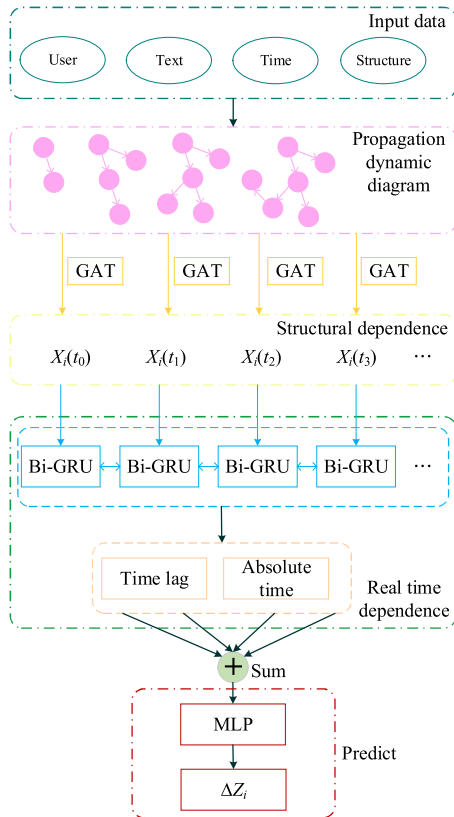 Input data
User Text Time Structure
Propagation
dynamic
diagram
GAT GAT GAT GAT
Structural dependence
Xi(t0) Xi(t1) Xi(t2) Xi(t3) ...
Bi-GRU Bi-GRU Bi-GRU Bi-GRU ...
Time lag
Absolute
time
Real time
dependence
+
Sum
MLP
Predict
ΔZi